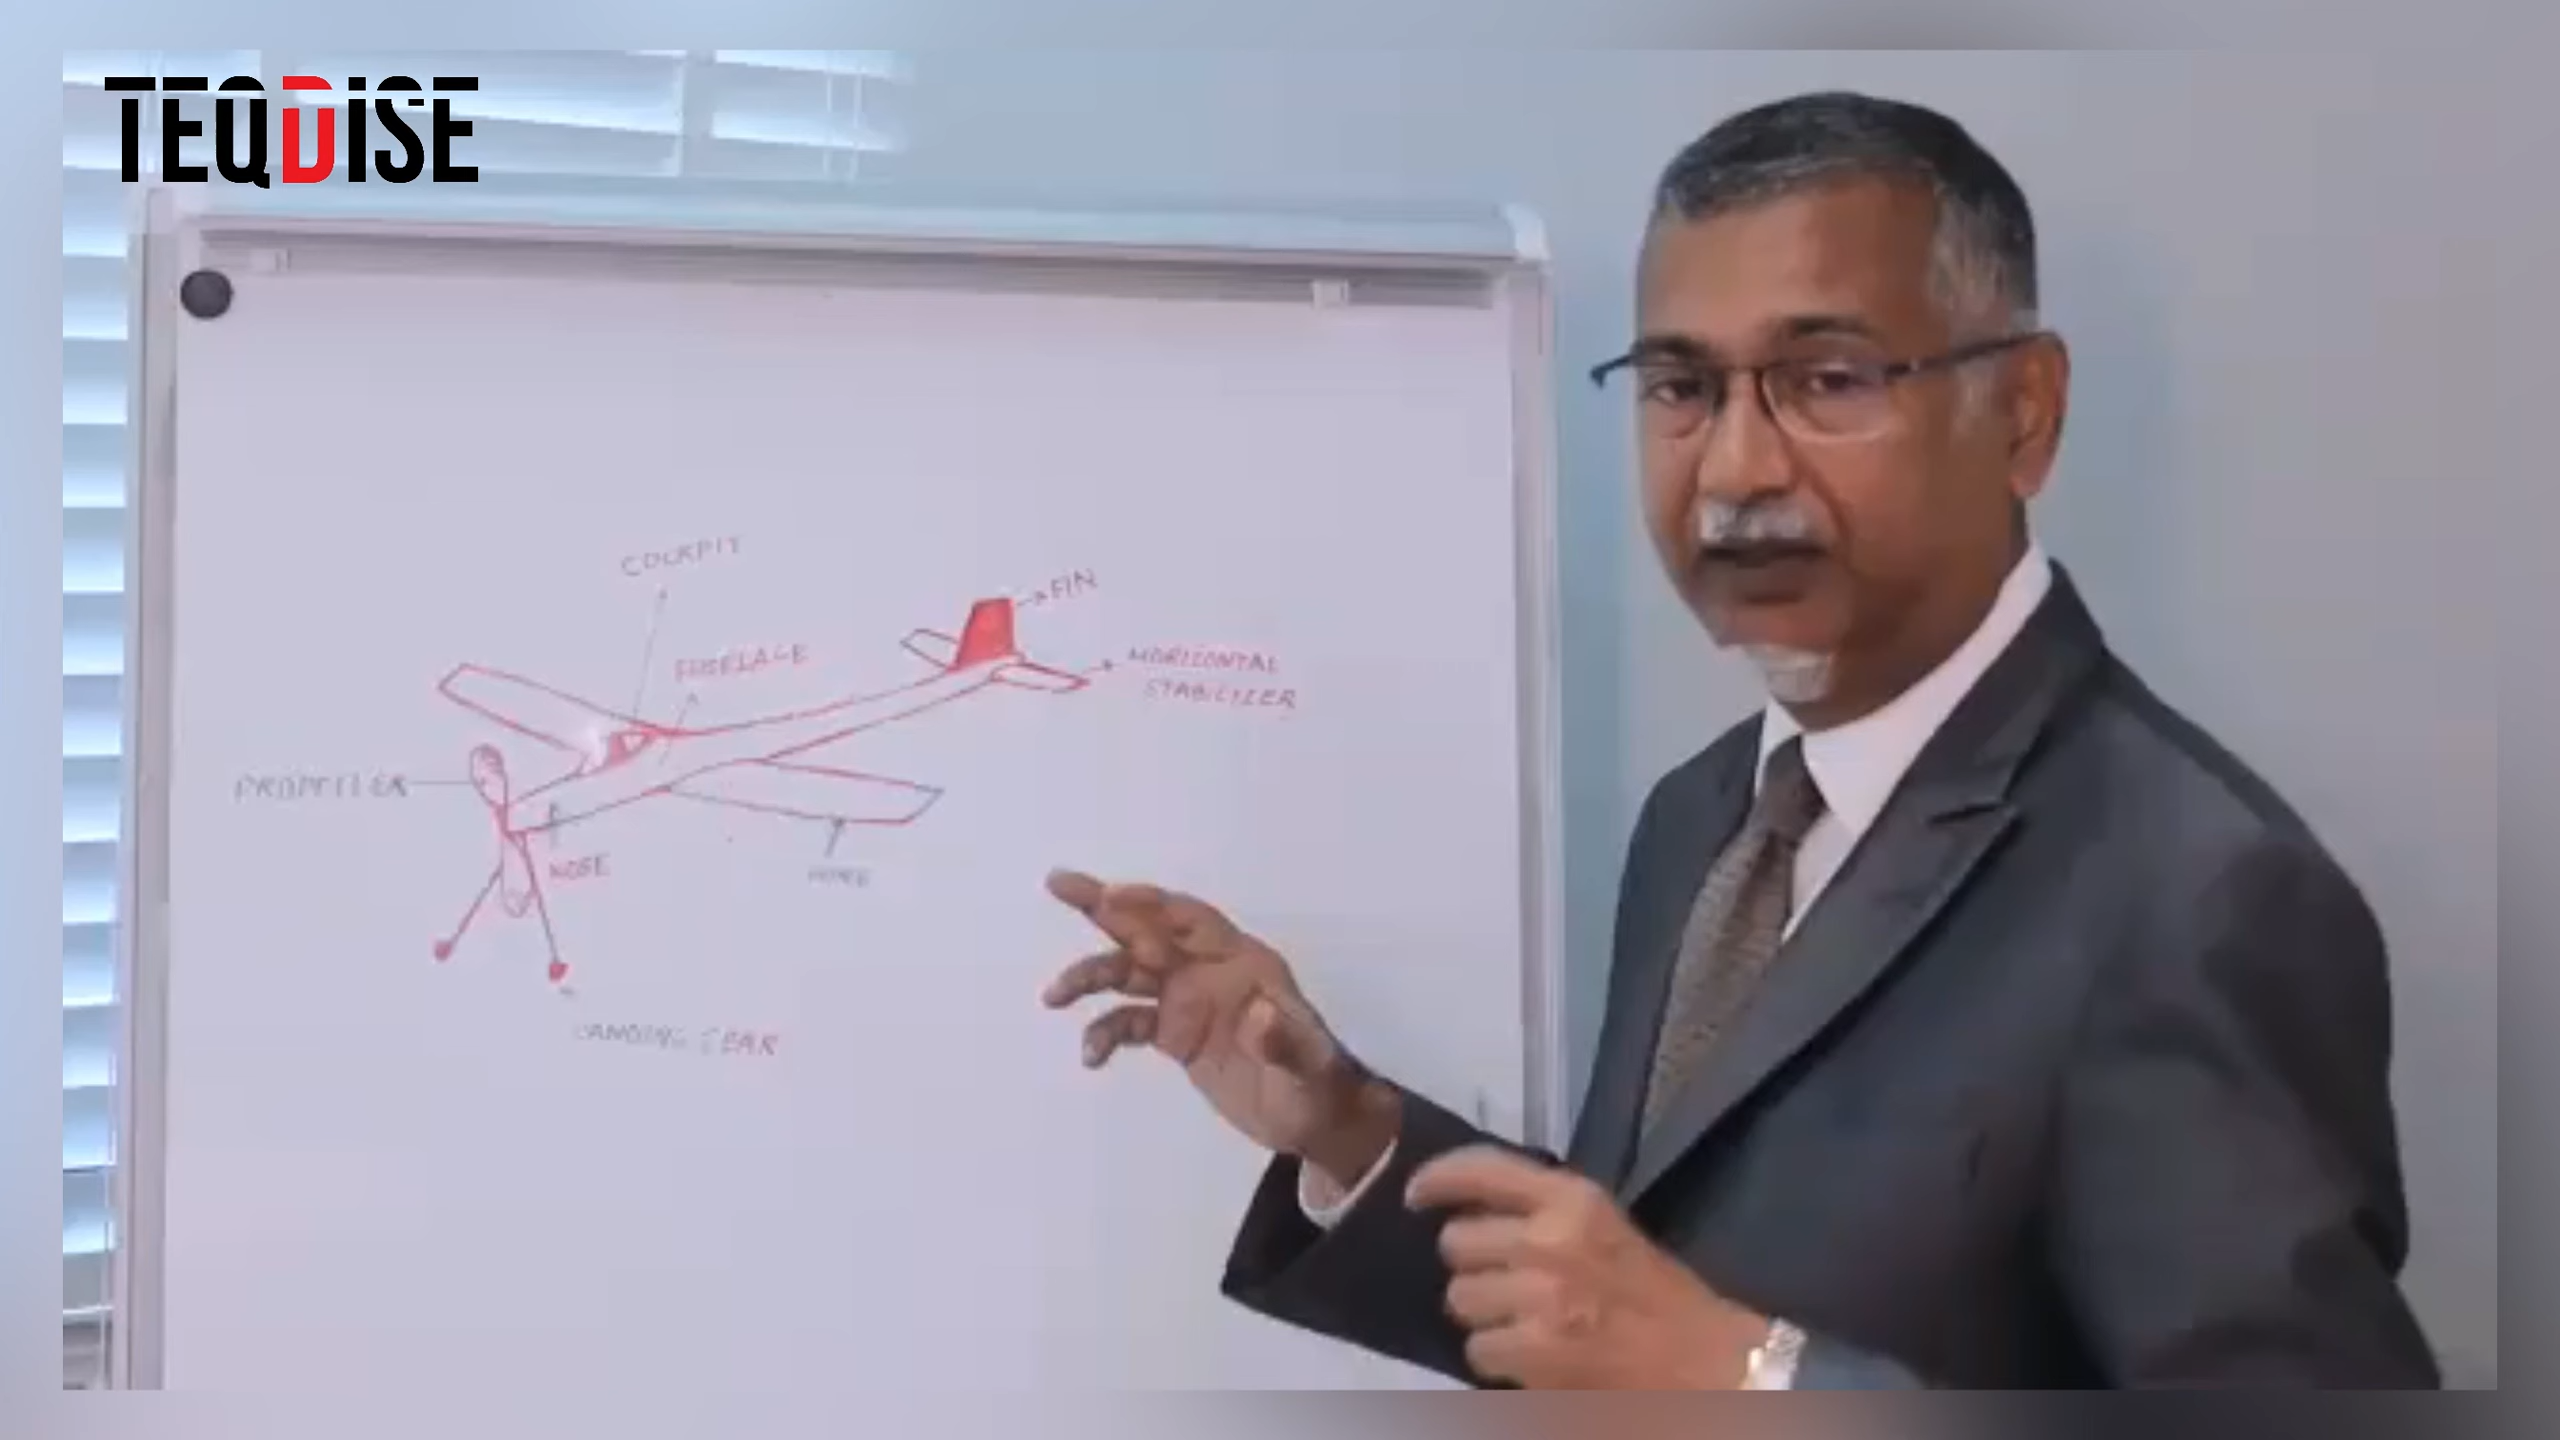 TEQDISE
COCKPIT
FIN
FUSELAGE
HORIZONTAL
STABILIZER
PROPELLER
NOSE
LANDING GEAR